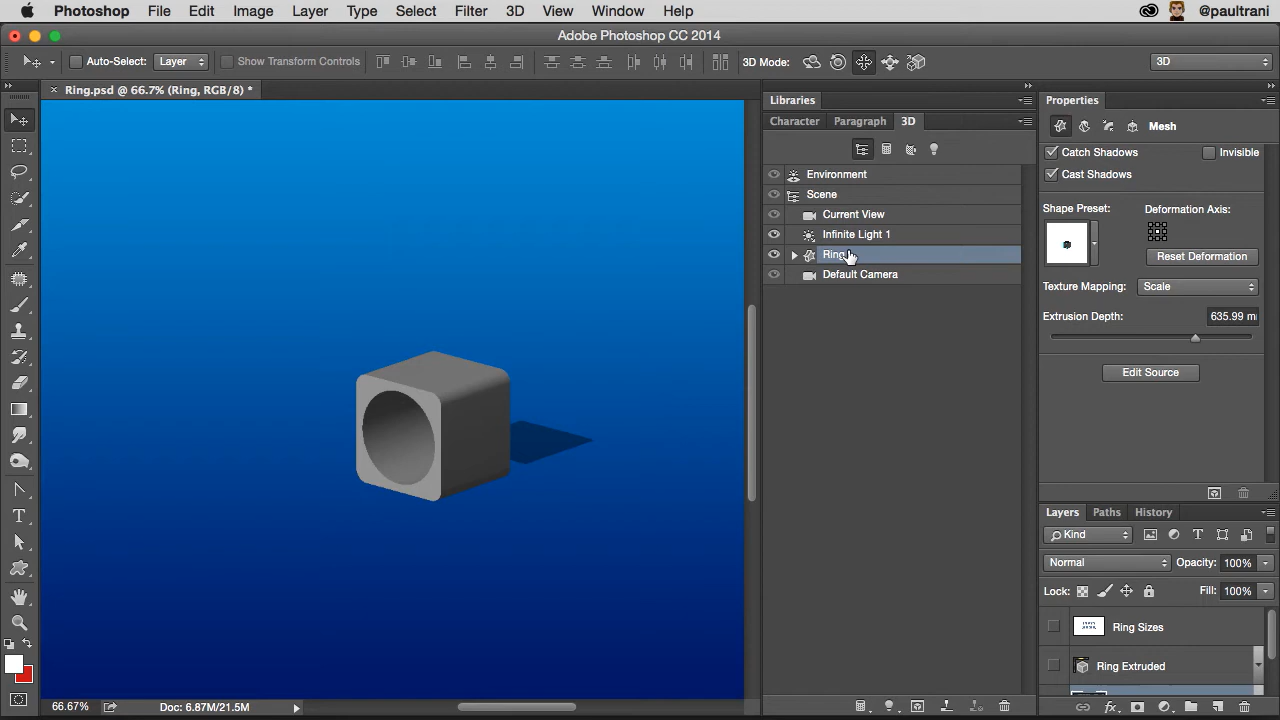 Photoshop File Edit Image Layer Type Select Filter 3D View Window Help @paultrani
Adobe Photoshop CC 2014
Auto-Select: Layer Show Transform Controls 3D Mode: 3D
Ring.psd @ 66.7% (Ring, RGB/8) *
Libraries
Character Paragraph 3D
Environment
Scene
Current View
Infinite Light 1
Ring
Default Camera
Properties
Mesh
Catch Shadows Invisible
Cast Shadows
Shape Preset: Deformation Axis:
Reset Deformation
Texture Mapping: Scale
Extrusion Depth: 635.99 m
Edit Source
Layers Paths History
Kind
Normal Opacity: 100%
Lock: Fill: 100%
Ring Sizes
Ring Extruded
66.67% Doc: 6.87M/21.5M